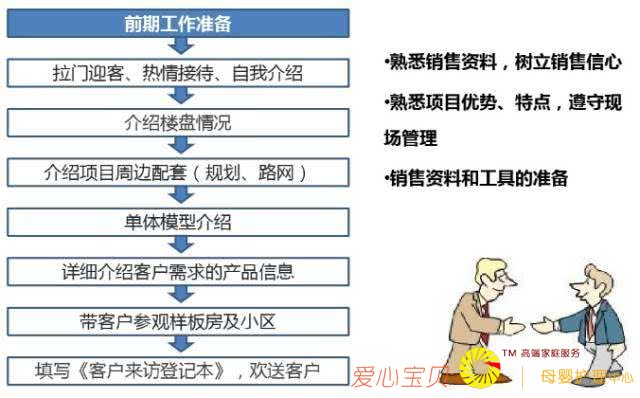 前期工作准备
拉门迎客、热情接待、自我介绍
介绍楼盘情况
介绍项目周边配套（规划、路网）
单体模型介绍
详细介绍客户需求的产品信息
带客户参观样板房及小区
填写《客户来访登记本》，欢送客户
•熟悉销售资料，树立销售信心
•熟悉项目优势、特点，遵守现
场管理
•销售资料和工具的准备
爱心宝贝
TM 高端家庭服务
母婴护理中心